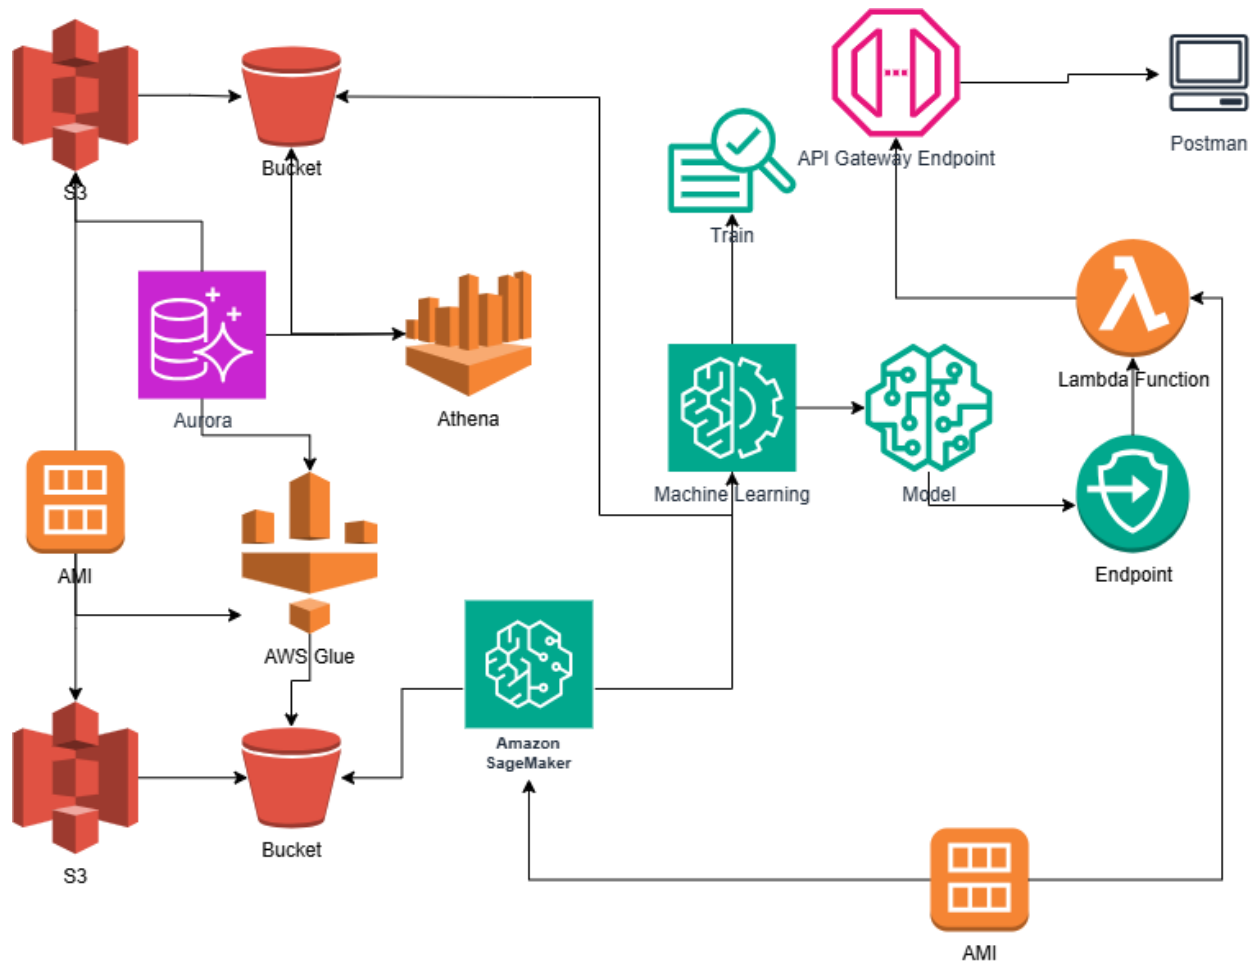 Postman
API Gateway Endpoint
Bucket
S3
Train
Lambda Function
Aurora
Athena
Machine Learning
Model
AMI
Endpoint
AWS Glue
Amazon
SageMaker
Bucket
S3
AMI